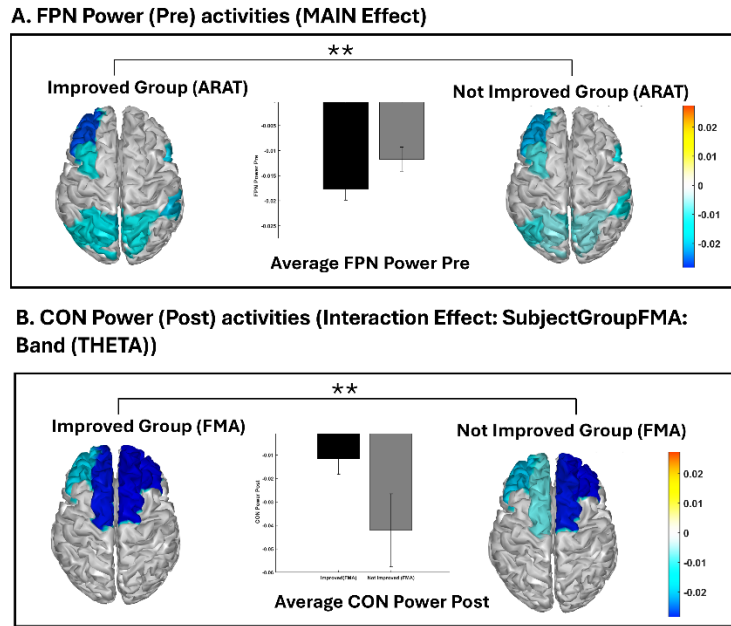 A. FPN Power (Pre) activities (MAIN Effect)
**
Improved Group (ARAT)
Not Improved Group (ARAT)
-0.005
-0.01
-0.015
-0.02
-0.025
FPN Power Pre
Average FPN Power Pre
0.02
0.01
0
-0.01
-0.02
B. CON Power (Post) activities (Interaction Effect: SubjectGroupFMA:
Band (THETA))
**
Improved Group (FMA)
Not Improved Group (FMA)
-0.01
-0.02
-0.03
-0.04
-0.05
-0.06
CON Power Post
Improved(FMA)
Not Improved (FMA)
Average CON Power Post
0.02
0.01
0
-0.01
-0.02